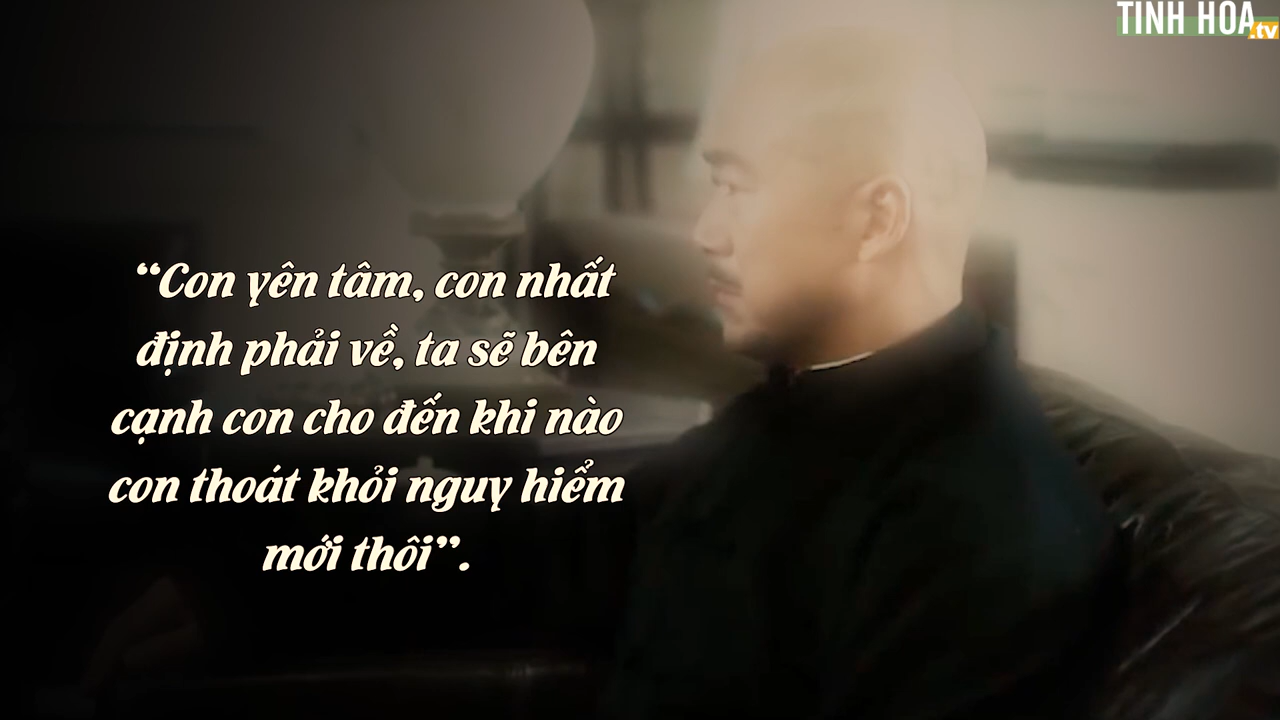 TINH HOA
.tv
“Con yên tâm, con nhất
định phải về, ta sẽ bên
cạnh con cho đến khi nào
con thoát khỏi nguy hiểm
mới thôi”.